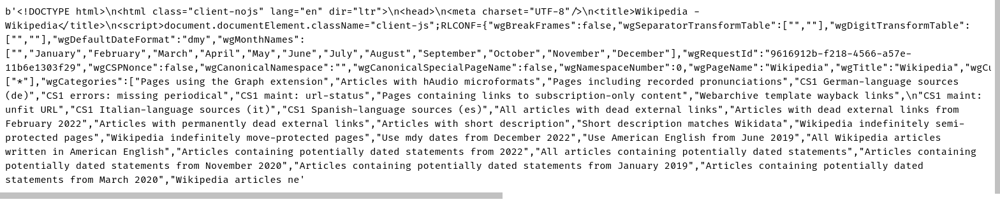 b'<!DOCTYPE html>\n<html class="client-nojs" lang="en" dir="ltr">\n<head>\n<meta charset="UTF-8"/>\n<title>Wikipedia -
Wikipedia</title>\n<script>document.documentElement.className="client-js";RLCONF={"wgBreakFrames":false,"wgSeparatorTransformTable":["",""],"wgDigitTransformTable":
["",""],"wgDefaultDateFormat":"dmy","wgMonthNames":
["","January","February","March","April","May","June","July","August","September","October","November","December"],"wgRequestId":"9616912b-f218-4566-a57e-
11b6e1303f29","wgCSPNonce":false,"wgCanonicalNamespace":"","wgCanonicalSpecialPageName":false,"wgNamespaceNumber":0,"wgPageName":"Wikipedia","wgTitle":"Wikipedia","wgCu
["*"],"wgCategories":["Pages using the Graph extension","Articles with hAudio microformats","Pages including recorded pronunciations","CS1 German-language sources
(de)","CS1 errors: missing periodical","CS1 maint: url-status","Pages containing links to subscription-only content","Webarchive template wayback links",\n"CS1 maint:
unfit URL","CS1 Italian-language sources (it)","CS1 Spanish-language sources (es)","All articles with dead external links","Articles with dead external links from
February 2022","Articles with permanently dead external links","Articles with short description","Short description matches Wikidata","Wikipedia indefinitely semi-
protected pages","Wikipedia indefinitely move-protected pages","Use mdy dates from December 2022","Use American English from June 2019","All Wikipedia articles
written in American English","Articles containing potentially dated statements from 2022","All articles containing potentially dated statements","Articles containing
potentially dated statements from November 2020","Articles containing potentially dated statements from January 2019","Articles containing potentially dated
statements from March 2020","Wikipedia articles ne'